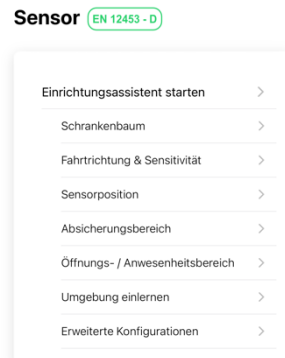 Sensor EN 12453 - D
Einrichtungsassistent starten
Schrankenbaum
Fahrtrichtung & Sensitivität
Sensorposition
Absicherungsbereich
Öffnungs- / Anwesenheitsbereich
Umgebung einlernen
Erweiterte Konfigurationen